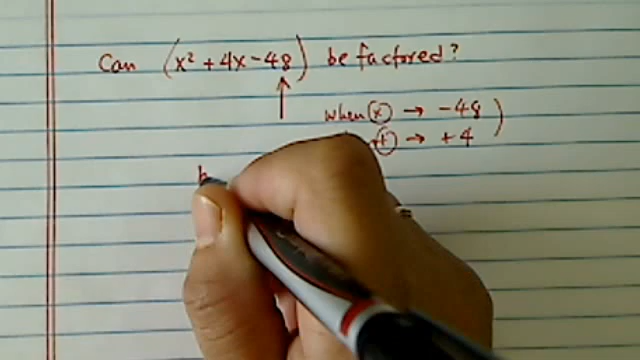 Can (x² + 4x - 48) be factored?
when (x) → -48
(+) → + 4